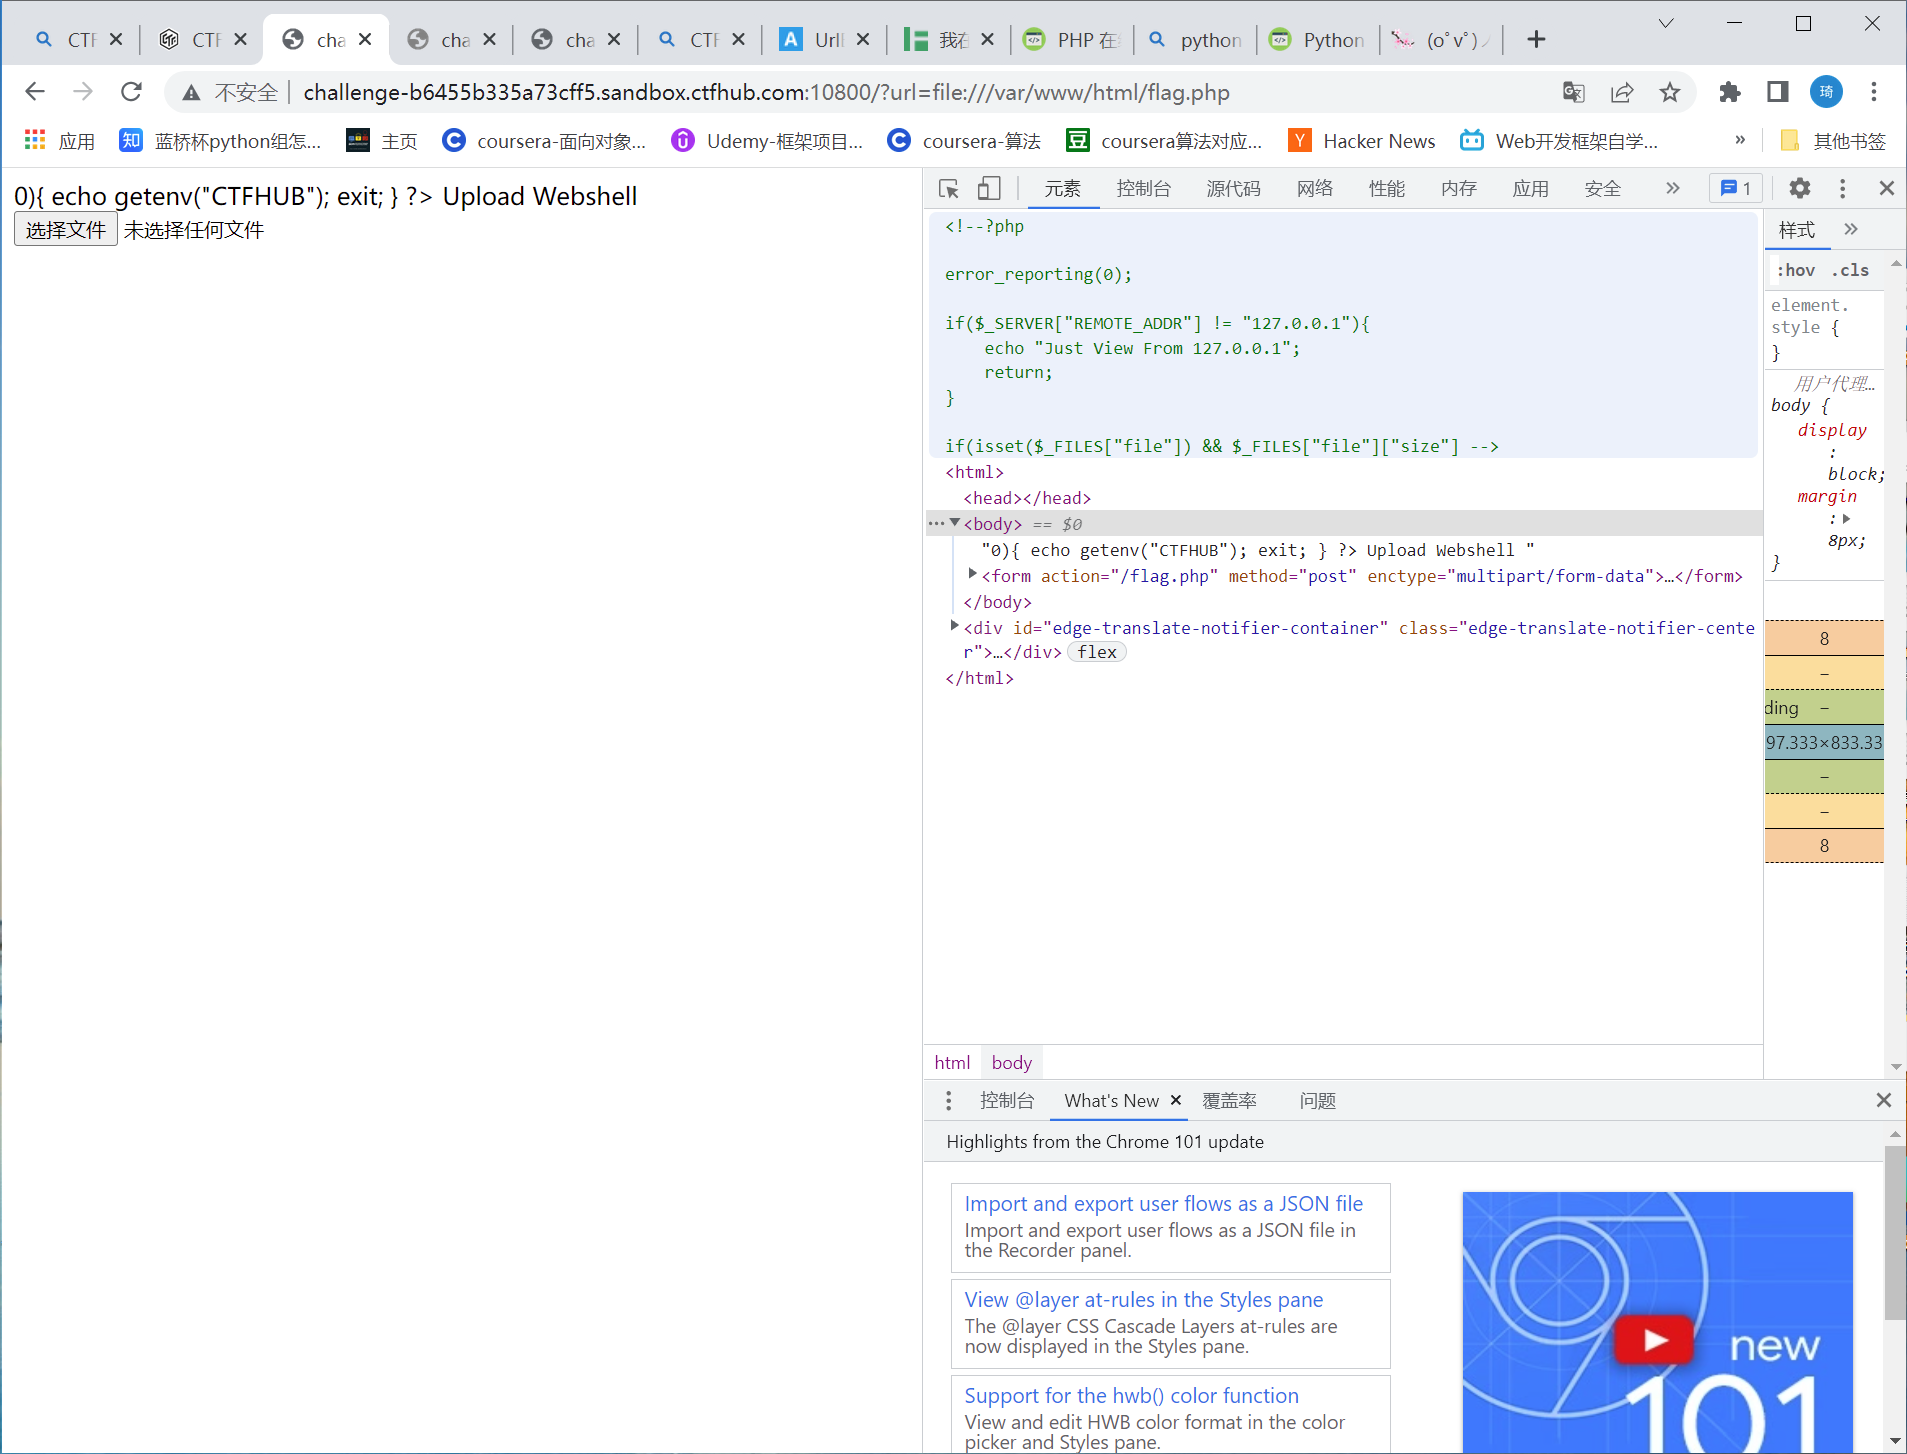 CTF
CTF
cha
cha
cha
CTF
Url
我在
PHP 在
python
Python
(o˚v˚)
不安全
challenge-b6455b335a73cff5.sandbox.ctfhub.com:10800/?url=file:///var/www/html/flag.php
琦
应用
知
蓝桥杯python组怎...
主页
coursera-面向对象...
Udemy-框架项目...
coursera-算法
豆
coursera算法对应...
Y
Hacker News
Web开发框架自学...
»
其他书签
0){ echo getenv("CTFHUB"); exit; } ?> Upload Webshell
选择文件 未选择任何文件
元素
控制台
源代码
网络
性能
内存
应用
安全
»
1
<!--?php
error_reporting(0);
if($_SERVER["REMOTE_ADDR"] != "127.0.0.1"){
echo "Just View From 127.0.0.1";
return;
}
if(isset($_FILES["file"]) && $_FILES["file"]["size"] -->
<html>
<head></head>
<body> == $0
"0){ echo getenv("CTFHUB"); exit; } ?> Upload Webshell "
<form action="/flag.php" method="post" enctype="multipart/form-data">…</form>
</body>
<div id="edge-translate-notifier-container" class="edge-translate-notifier-cente
r">…</div> flex
</html>
样式
»
:hov .cls
element.
style {
}
用户代理…
body {
display
:
block;
margin
:
8px;
}
8
–
ding –
97.333×833.33
–
–
8
html
body
控制台
What's New
覆盖率
问题
Highlights from the Chrome 101 update
Import and export user flows as a JSON file
Import and export user flows as a JSON file in
the Recorder panel.
View @layer at-rules in the Styles pane
The @layer CSS Cascade Layers at-rules are
now displayed in the Styles pane.
Support for the hwb() color function
View and edit HWB color format in the color
picker and Styles pane.
new
101